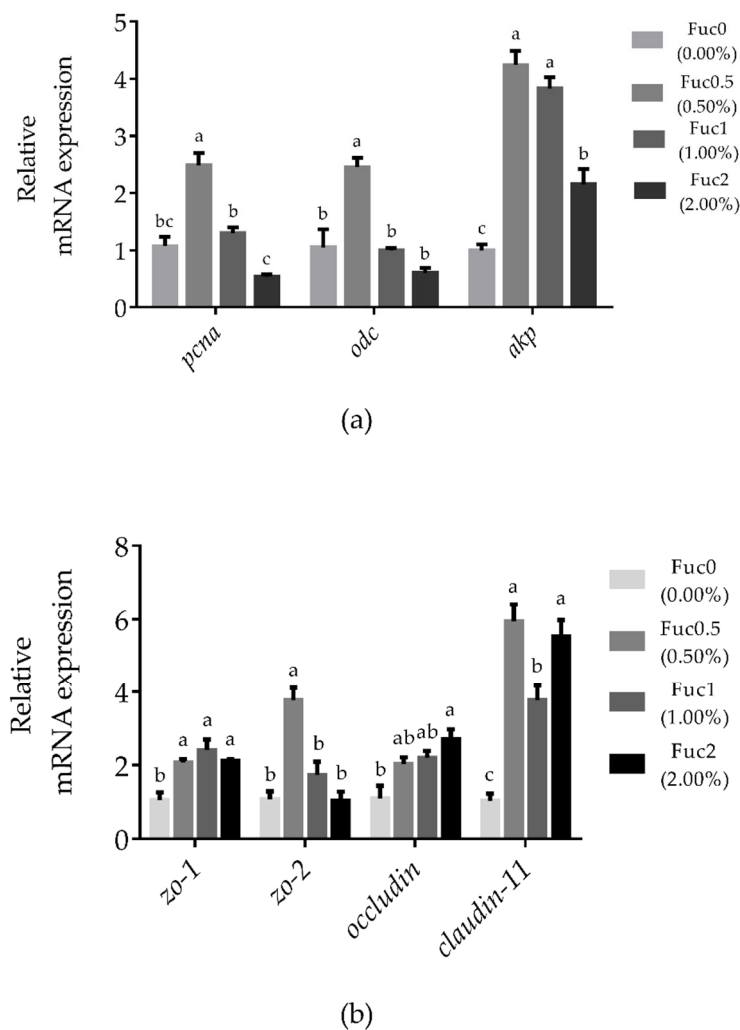 Relative
mRNA expression
5
4
3
2
1
0
bc
a
b
c
b
a
b
b
c
a
a
b
pcna
odc
akp
Fuc0
(0.00%)
Fuc0.5
(0.50%)
Fuc1
(1.00%)
Fuc2
(2.00%)
(a)
Relative
mRNA expression
8
6
4
2
0
b
a
a
a
b
a
b
b
b
ab
ab
a
c
a
b
a
zo-1
zo-2
occludin
claudin-11
Fuc0
(0.00%)
Fuc0.5
(0.50%)
Fuc1
(1.00%)
Fuc2
(2.00%)
(b)